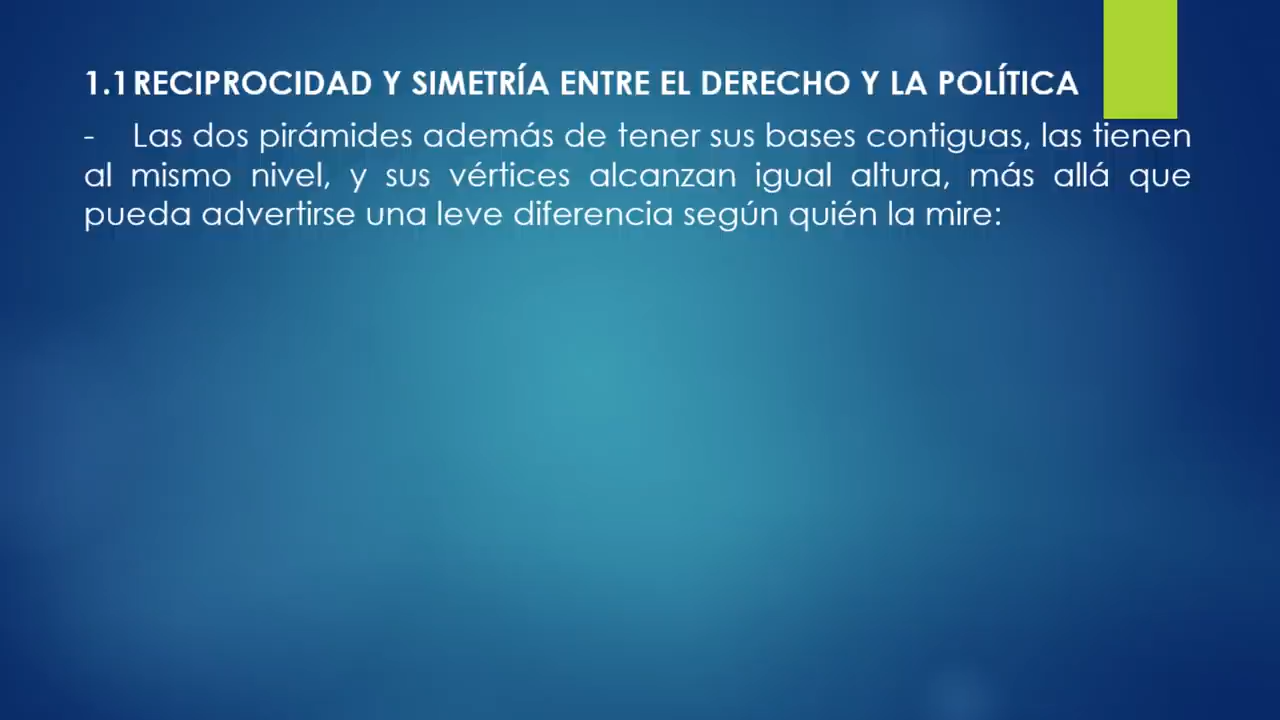 1.1 RECIPROCIDAD Y SIMETRÍA ENTRE EL DERECHO Y LA POLÍTICA
- Las dos pirámides además de tener sus bases contiguas, las tienen
al mismo nivel, y sus vértices alcanzan igual altura, más allá que
pueda advertirse una leve diferencia según quién la mire: